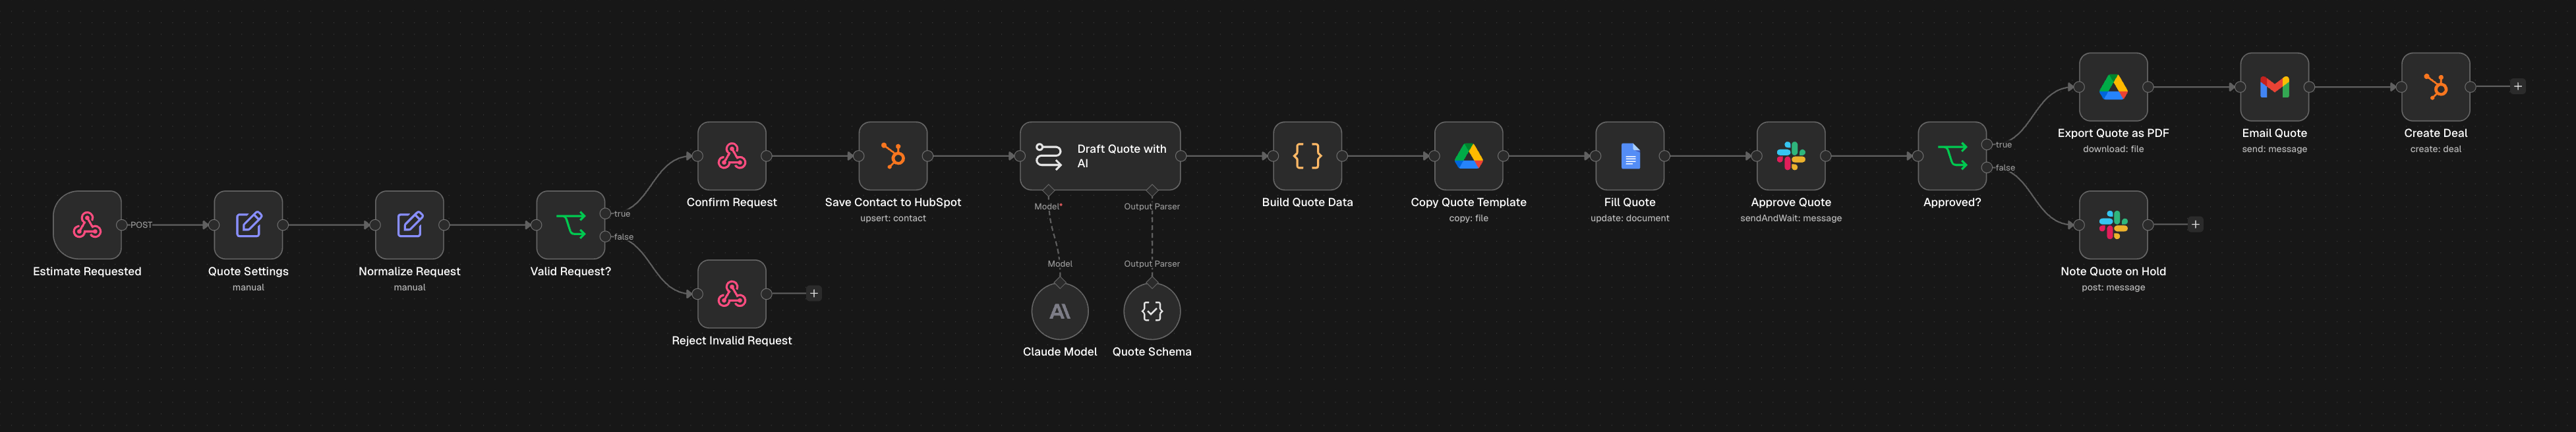 Estimate Requested
POST
Quote Settings
manual
Normalize Request
manual
Valid Request?
true
false
Confirm Request
Reject Invalid Request
Save Contact to HubSpot
upsert: contact
Draft Quote with
AI
Model*
Output Parser
Model
Output Parser
Claude Model
Quote Schema
Build Quote Data
Copy Quote Template
copy: file
Fill Quote
update: document
Approve Quote
sendAndWait: message
Approved?
true
false
Export Quote as PDF
download: file
Email Quote
send: message
Create Deal
create: deal
Note Quote on Hold
post: message